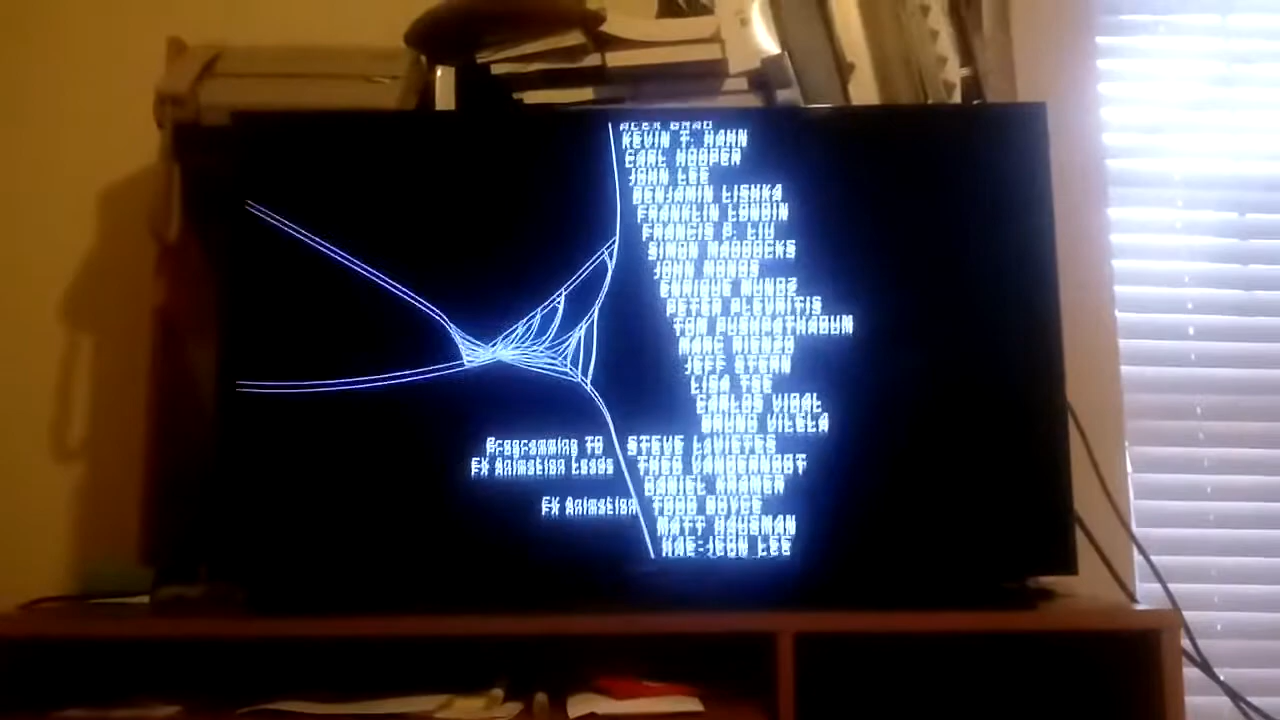 KEVIN T. HAHN
CARL HOOPER
JOHN LEE
BENJAMIN LISHKA
FRANKLIN LONDIN
FRANCIS P. LIU
SIMON MADDOCKS
JOHN MONOS
ENRIQUE MUNOZ
PETER PLEVRITIS
TOM PUSHPATHADUM
MARC RIENZO
JEFF STERN
LISA TSE
CARLOS VIDAL
BRUNO VILELA
Programming TD STEVE LAVIETES
FX Animation Leads THEO VANDERNOOT
DANIEL KRAMER
FX Animation TODD BOYCE
MATT HAUSMAN
HAE-JEON LEE